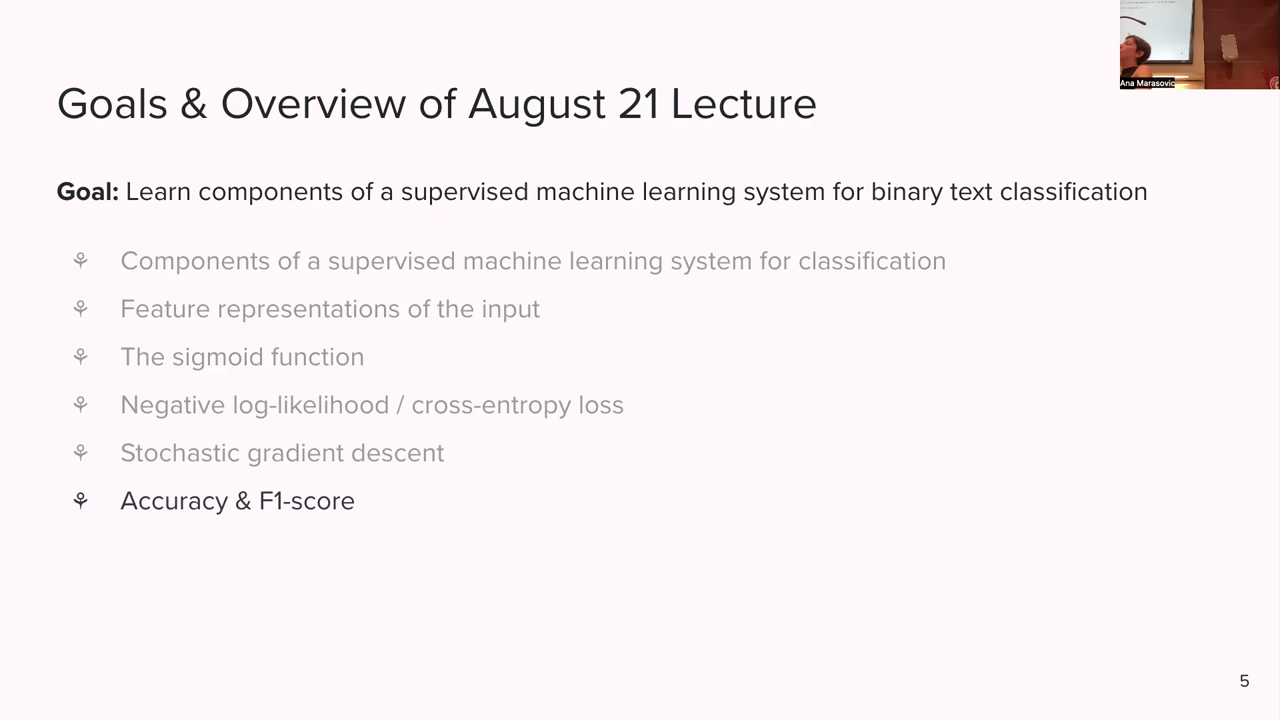 Ana Marasovic
Goals & Overview of August 21 Lecture
Goal: Learn components of a supervised machine learning system for binary text classification
⚘ Components of a supervised machine learning system for classification
⚘ Feature representations of the input
⚘ The sigmoid function
⚘ Negative log-likelihood / cross-entropy loss
⚘ Stochastic gradient descent
⚘ Accuracy & F1-score
5